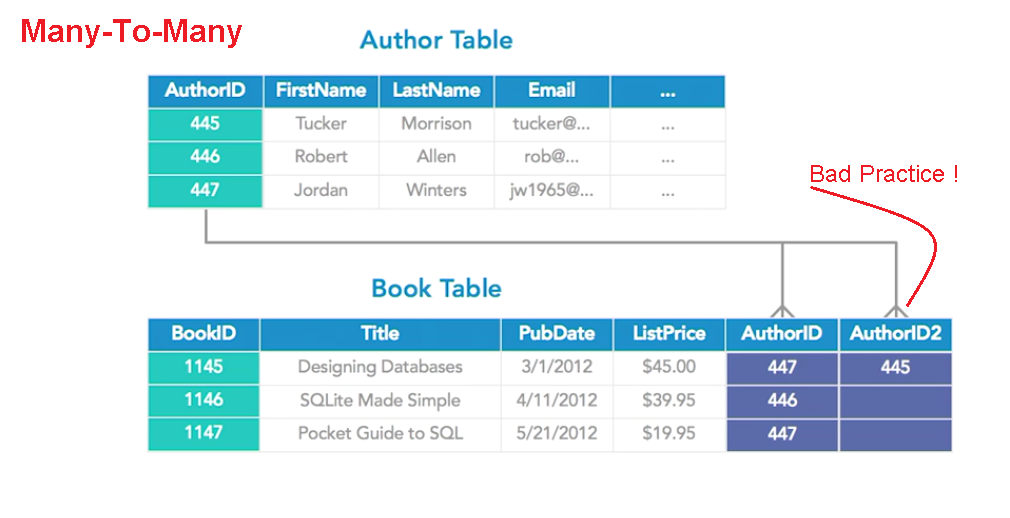 Many-To-Many
Author Table
AuthorID FirstName LastName Email ...
445 Tucker Morrison tucker@... ...
446 Robert Allen rob@... ...
447 Jordan Winters jw1965@... ...
Bad Practice !
Book Table
BookID Title PubDate ListPrice AuthorID AuthorID2
1145 Designing Databases 3/1/2012 $45.00 447 445
1146 SQLite Made Simple 4/11/2012 $39.95 446
1147 Pocket Guide to SQL 5/21/2012 $19.95 447